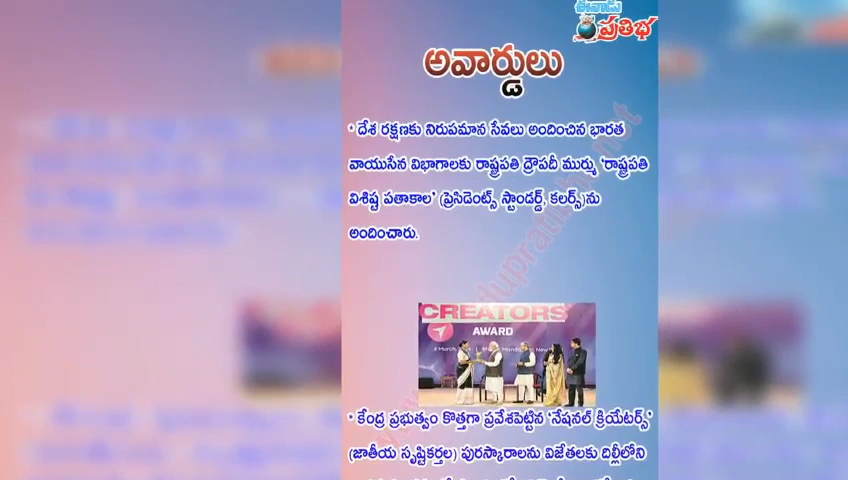 ఈనాడు
ప్రతిభ
అవార్డులు
* దేశ రక్షణకు నిరుపమాన సేవలు అందించిన భారత
వాయుసేన విభాగాలకు రాష్ట్రపతి ద్రౌపదీ ముర్ము 'రాష్ట్రపతి
విశిష్ట పతాకాల' (ప్రెసిడెంట్స్ స్టాండర్డ్, కలర్స్)ను
అందించారు.
CREATORS
AWARD
* కేంద్ర ప్రభుత్వం కొత్తగా ప్రవేశపెట్టిన 'నేషనల్ క్రియేటర్స్'
(జాతీయ సృష్టికర్తల) పురస్కారాలను విజేతలకు దిల్లీలోని